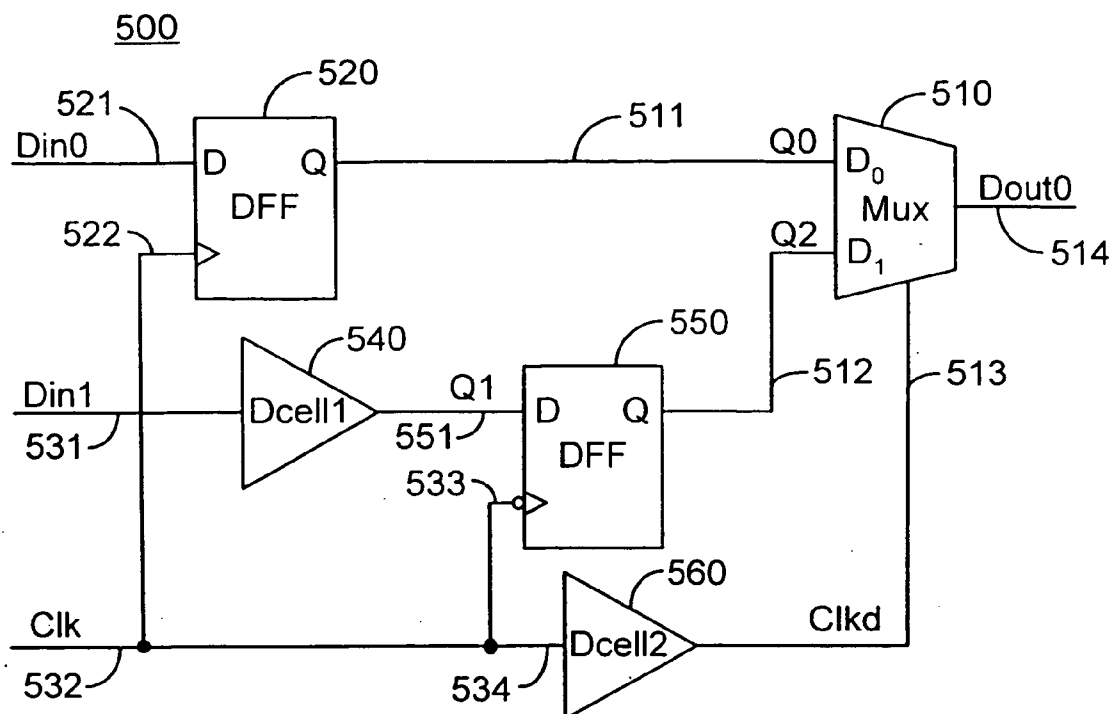 500
520
521
Din0
D
Q
DFF
522
511
Q0
510
D₀
Mux
Dout0
Q2
D₁
514
540
550
Din1
Dcell1
Q1
D
Q
512
513
531
551
DFF
533
560
Clk
Dcell2
Clkd
532
534